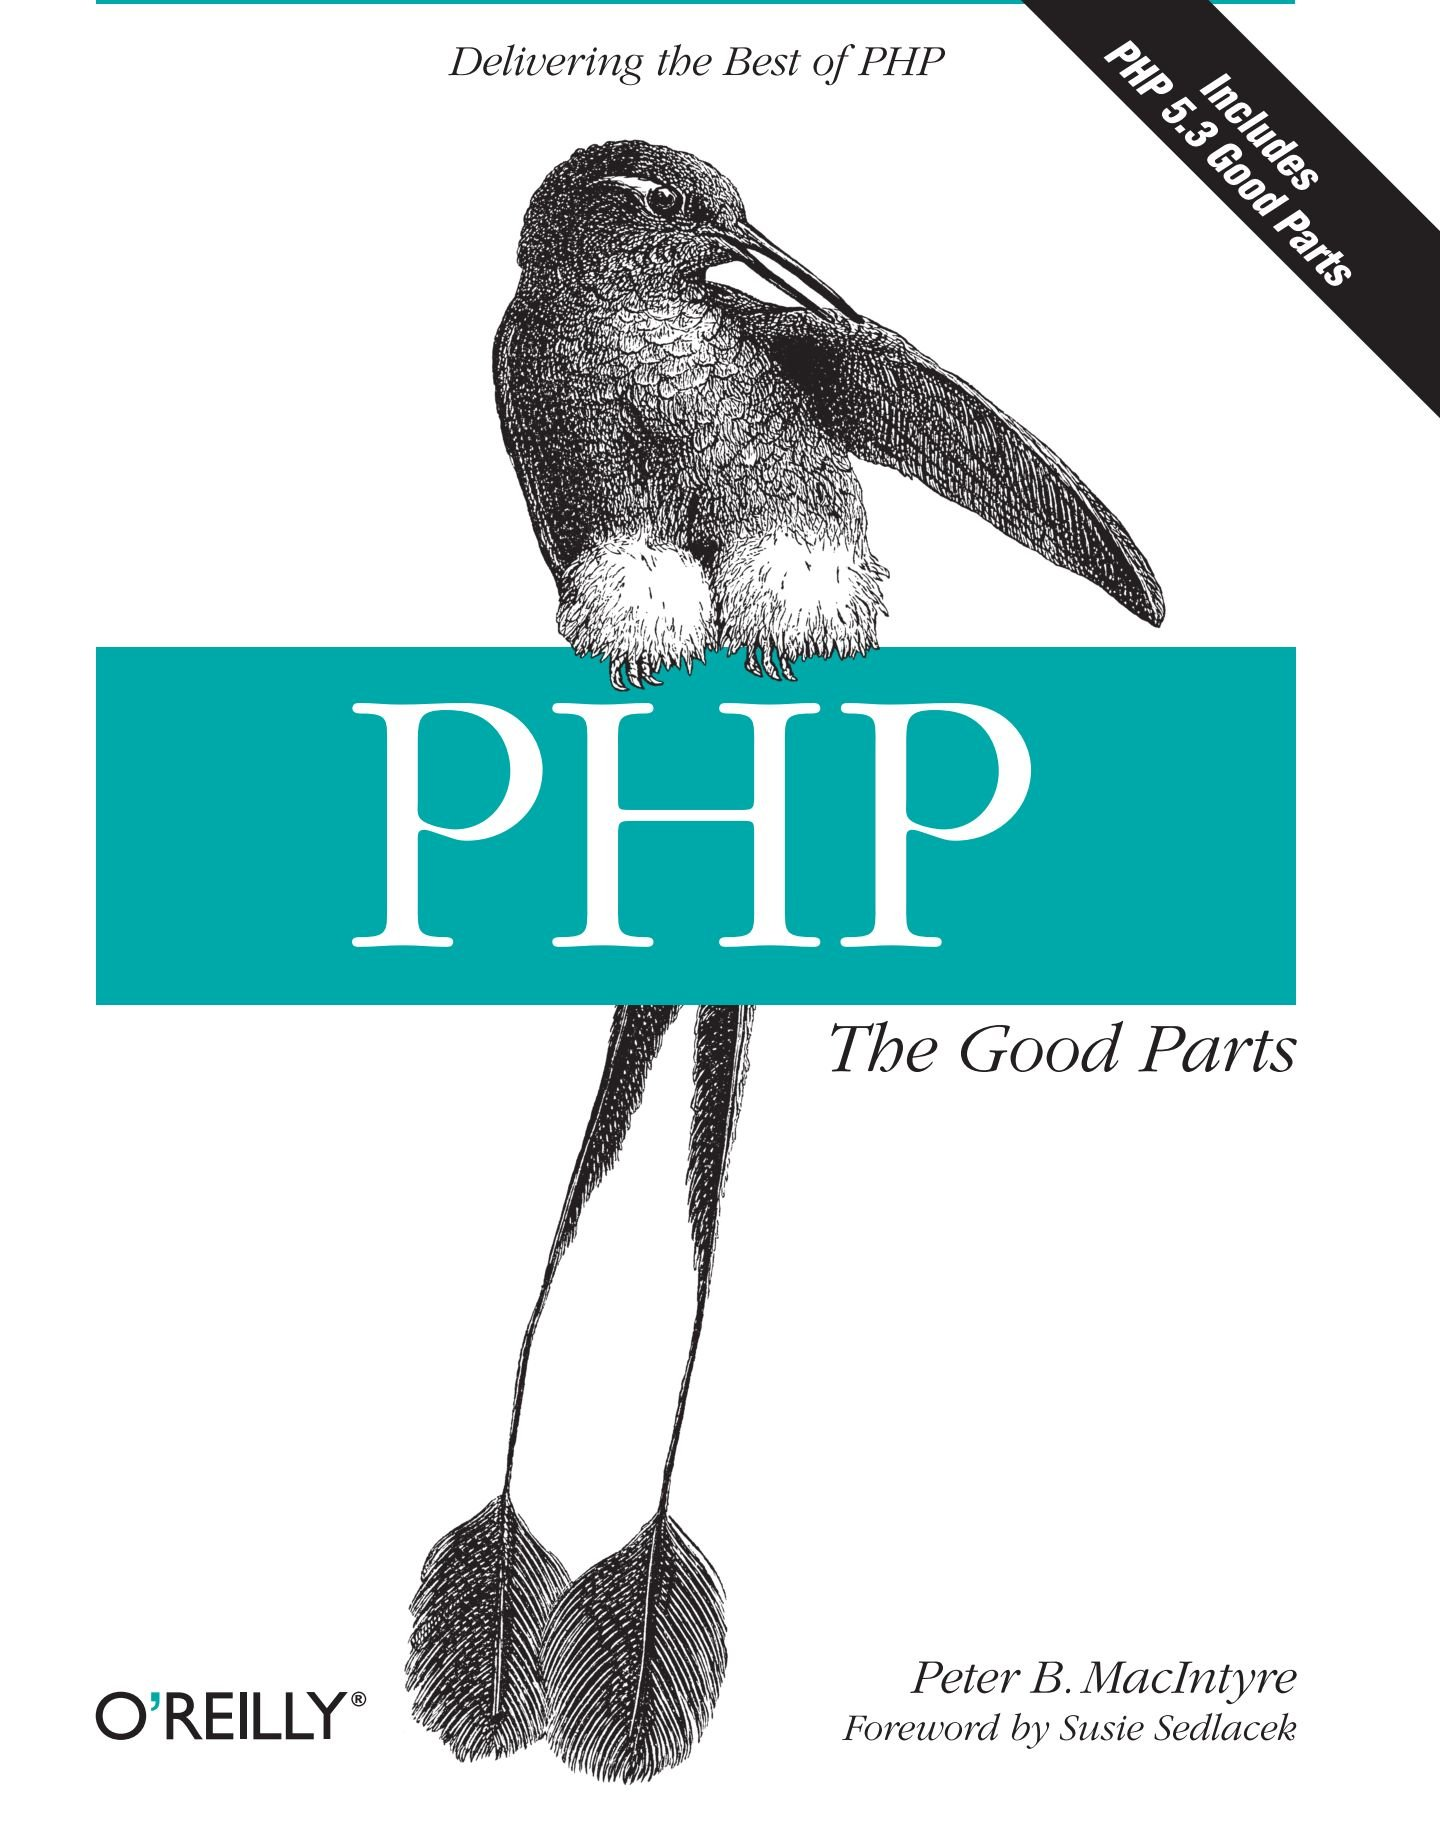 Delivering the Best of PHP
Includes
PHP 5.3 Good Parts
PHP
The Good Parts
Peter B. MacIntyre
Foreword by Susie Sedlacek
O'REILLY®